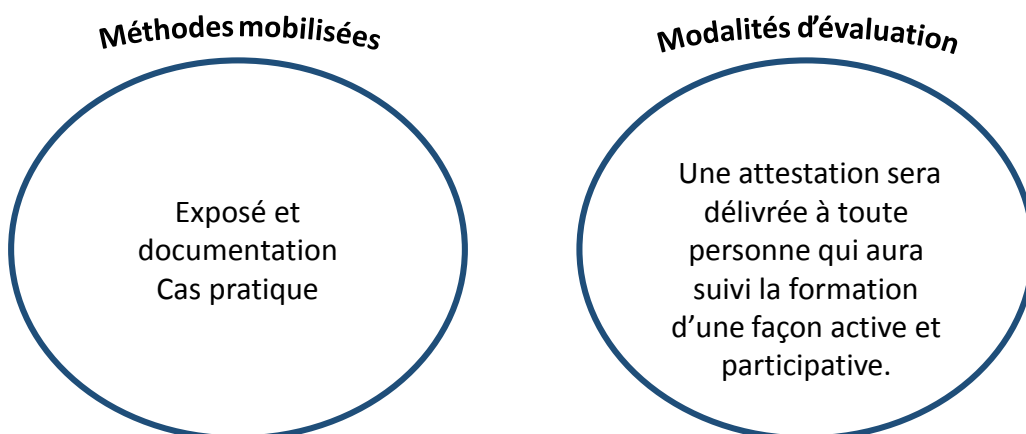 Méthodes mobilisées
Exposé et
documentation
Cas pratique
Modalités d'évaluation
Une attestation sera
délivrée à toute
personne qui aura
suivi la formation
d'une façon active et
participative.